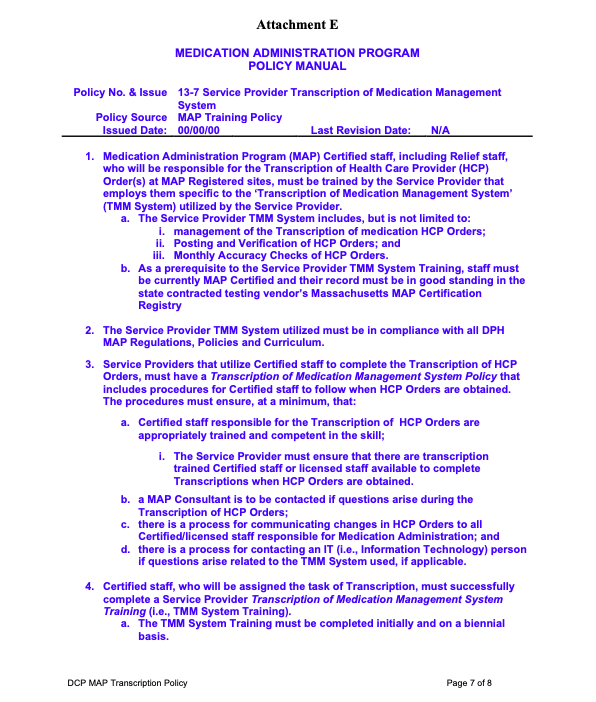 Attachment E
MEDICATION ADMINISTRATION PROGRAM
POLICY MANUAL
Policy No. & Issue 13-7 Service Provider Transcription of Medication Management
System
Policy Source MAP Training Policy
Issued Date: 00/00/00 Last Revision Date: N/A
1. Medication Administration Program (MAP) Certified staff, including Relief staff,
who will be responsible for the Transcription of Health Care Provider (HCP)
Order(s) at MAP Registered sites, must be trained by the Service Provider that
employs them specific to the ‘Transcription of Medication Management System’
(TMM System) utilized by the Service Provider.
a. The Service Provider TMM System includes, but is not limited to:
i. management of the Transcription of medication HCP Orders;
ii. Posting and Verification of HCP Orders; and
iii. Monthly Accuracy Checks of HCP Orders.
b. As a prerequisite to the Service Provider TMM System Training, staff must
be currently MAP Certified and their record must be in good standing in the
state contracted testing vendor’s Massachusetts MAP Certification
Registry
2. The Service Provider TMM System utilized must be in compliance with all DPH
MAP Regulations, Policies and Curriculum.
3. Service Providers that utilize Certified staff to complete the Transcription of HCP
Orders, must have a Transcription of Medication Management System Policy that
includes procedures for Certified staff to follow when HCP Orders are obtained.
The procedures must ensure, at a minimum, that:
a. Certified staff responsible for the Transcription of HCP Orders are
appropriately trained and competent in the skill;
i. The Service Provider must ensure that there are transcription
trained Certified staff or licensed staff available to complete
Transcriptions when HCP Orders are obtained.
b. a MAP Consultant is to be contacted if questions arise during the
Transcription of HCP Orders;
c. there is a process for communicating changes in HCP Orders to all
Certified/licensed staff responsible for Medication Administration; and
d. there is a process for contacting an IT (i.e., Information Technology) person
if questions arise related to the TMM System used, if applicable.
4. Certified staff, who will be assigned the task of Transcription, must successfully
complete a Service Provider Transcription of Medication Management System
Training (i.e., TMM System Training).
a. The TMM System Training must be completed initially and on a biennial
basis.
DCP MAP Transcription Policy Page 7 of 8